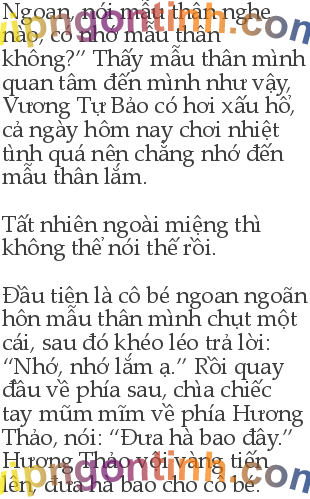 Ngoan, nói mẫu thân nghe
nào, có nhớ mẫu thân
không?” Thấy mẫu thân mình
quan tâm đến mình như vậy,
Vương Tự Bảo có hơi xấu hổ,
cả ngày hôm nay chơi nhiệt
tình quá nên chẳng nhớ đến
mẫu thân lắm.
Tất nhiên ngoài miệng thì
không thể nói thế rồi.
Đầu tiên là cô bé ngoan ngoãn
hôn mẫu thân mình chụt một
cái, sau đó khéo léo trả lời:
“Nhớ, nhớ lắm ạ.” Rồi quay
đầu về phía sau, chìa chiếc
tay mũm mĩm về phía Hương
Thảo, nói: “Đưa hà bao đây.”
Hương Thảo vội vàng tiến
lên, đưa hà bao cho cô bé.